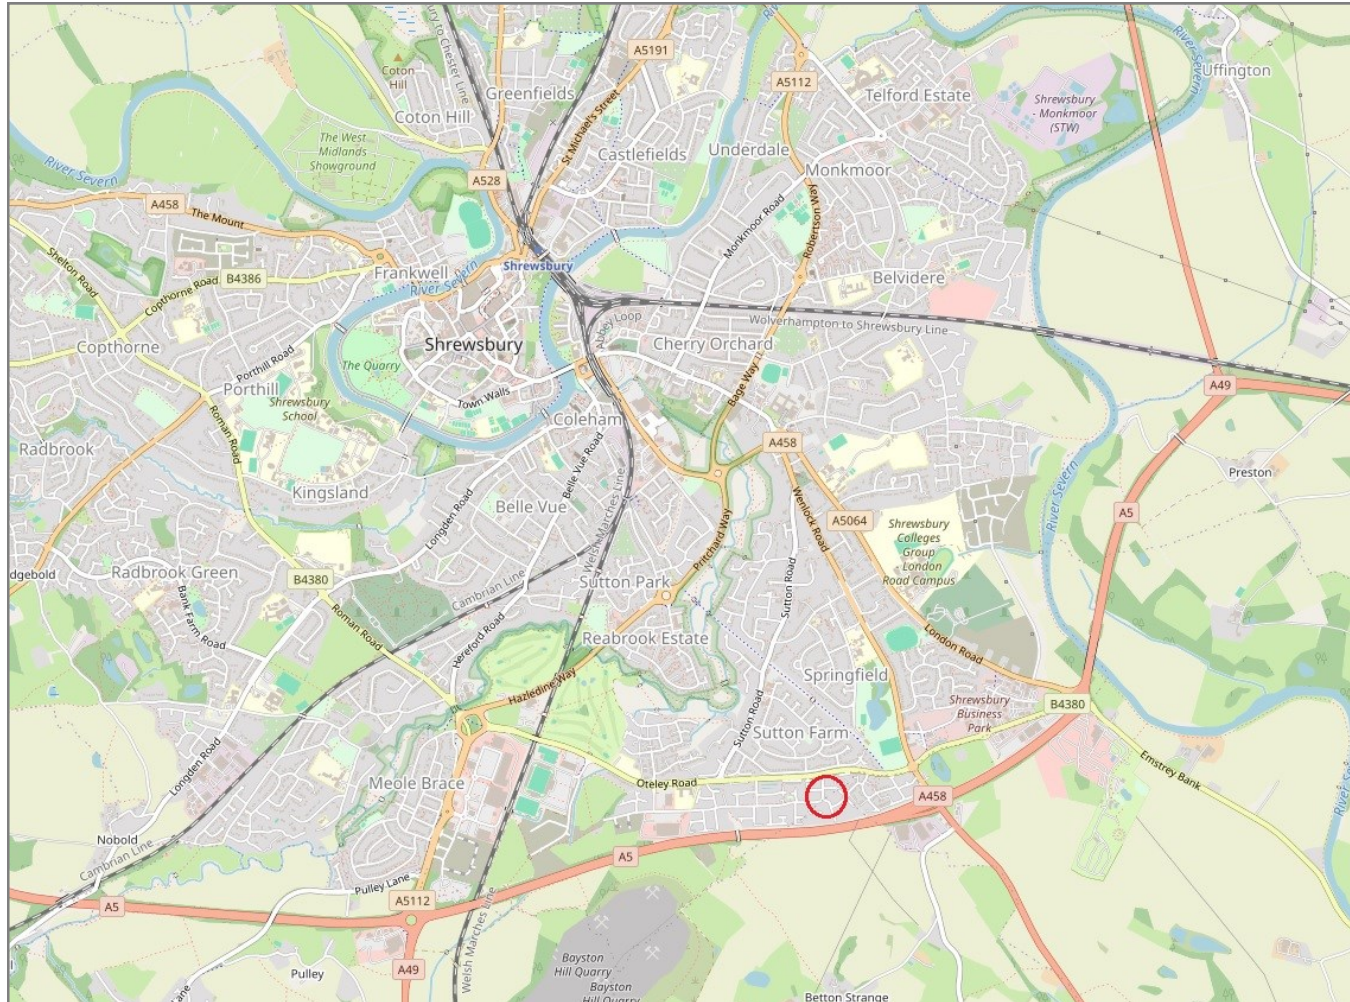 A5191
River Severn
Uffington
Coton
Hill
bury to Chester Line
Greenfields
A5112
Telford Estate
Shrewsbury
- Monkmoor
(STW)
Coton Hill
St Michael's Street
The West
Midlands
Showground
Castlefields
Underdale
Monkmoor
River Severn
A528
A458
The Mount
Monkmoor Road
Robertson Way
Shelton Road
Frankwell
Shrewsbury
Belvidere
B4386
Copthorne Road
River Severn
Abbey Loop
Wolverhampton to Shrewsbury Line
Copthorne
Shrewsbury
Cherry Orchard
The Quarry
Porthill Road
Porthill
Bage Way
A49
Town Walls
Shrewsbury
School
Roman Road
Coleham
A458
Radbrook
Belle Vue Road
Preston
Kingsland
Longden Road
Belle Vue
Welsh Marches Line
Wenlock Road
A5064
Shrewsbury
Colleges
Group
London
Road Campus
River Severn
A5
Pritchard Way
dgebold
Radbrook Green
B4380
Cambrian Line
Sutton Park
Sutton Road
Bank Farm Road
Roman Road
Hereford Road
Reabrook Estate
London Road
Springfield
Hazledine Way
Shrewsbury
Business
Park
B4380
Sutton Road
Sutton Farm
Emstrey Bank
Longden Road
Meole Brace
Oteley Road
A458
River Se
Nobold
Cambrian Line
A5
Pulley Lane
A5
A5112
Welsh Marches Line
Bayston
Hill Quarry
Pulley
A49
Lane
Bayston
Hill Quarry
Betton Strange